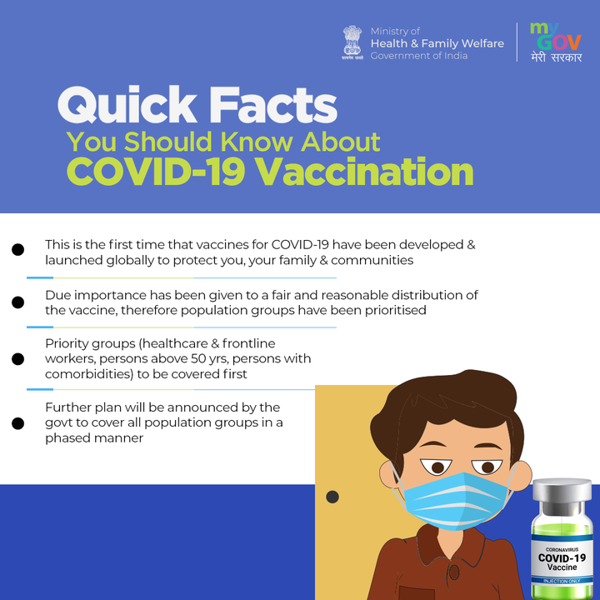 Ministry of
Health & Family Welfare
Government of India
my
GOV
मेरी सरकार
Quick Facts
You Should Know About
COVID-19 Vaccination
This is the first time that vaccines for COVID-19 have been developed &
launched globally to protect you, your family & communities
Due importance has been given to a fair and reasonable distribution of
the vaccine, therefore population groups have been prioritised
Priority groups (healthcare & frontline
workers, persons above 50 yrs, persons with
comorbidities) to be covered first
Further plan will be announced by the
govt to cover all population groups in a
phased manner
CORONAVIRUS
COVID-19
Vaccine
INJECTION ONLY